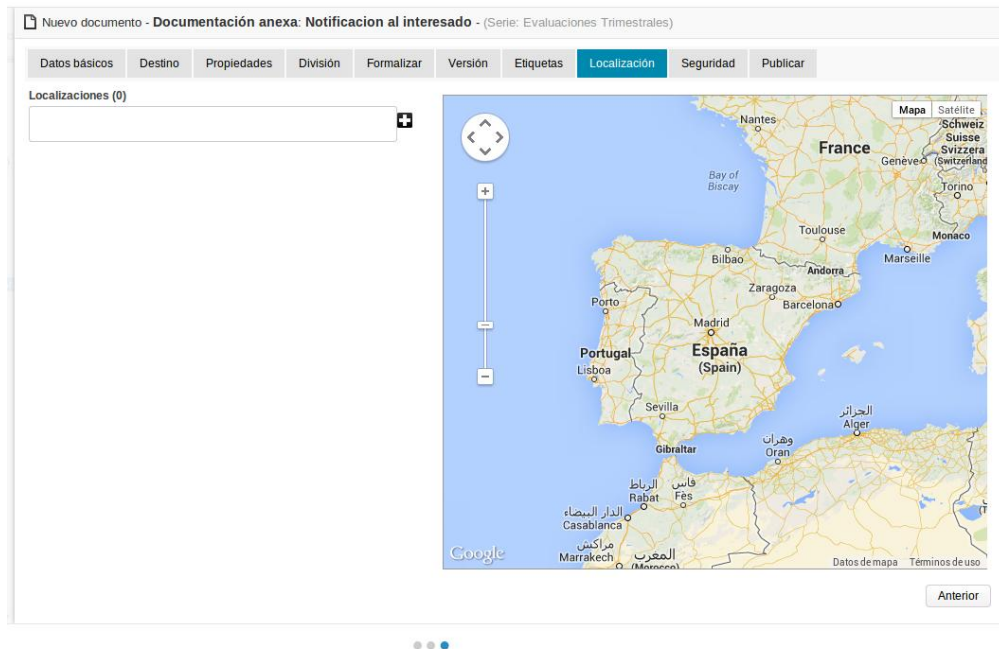 Nuevo documento - Documentación anexa: Notificacion al interesado - (Serie: Evaluaciones Trimestrales)
Datos básicos Destino Propiedades División Formalizar Versión Etiquetas Localización Seguridad Publicar
Localizaciones (0)
Mapa Satélite
Nantes
France
Schweiz
Suisse
Svizzera
(Switzerland
Genève
Bay of
Biscay
Torino
Toulouse
Monaco
Marseille
Bilbao
Andorra
Zaragoza
Barcelona
Porto
Madrid
España
(Spain)
Portugal
Lisboa
Sevilla
الجزائر
Alger
Gibraltar
وهران
Oran
الرباط
Rabat
فاس
Fès
الدار البيضاء
Casablanca
مراكش
Marrakech
المغرب
(Morocco)
Google
Datos de mapa Términos de uso
Anterior